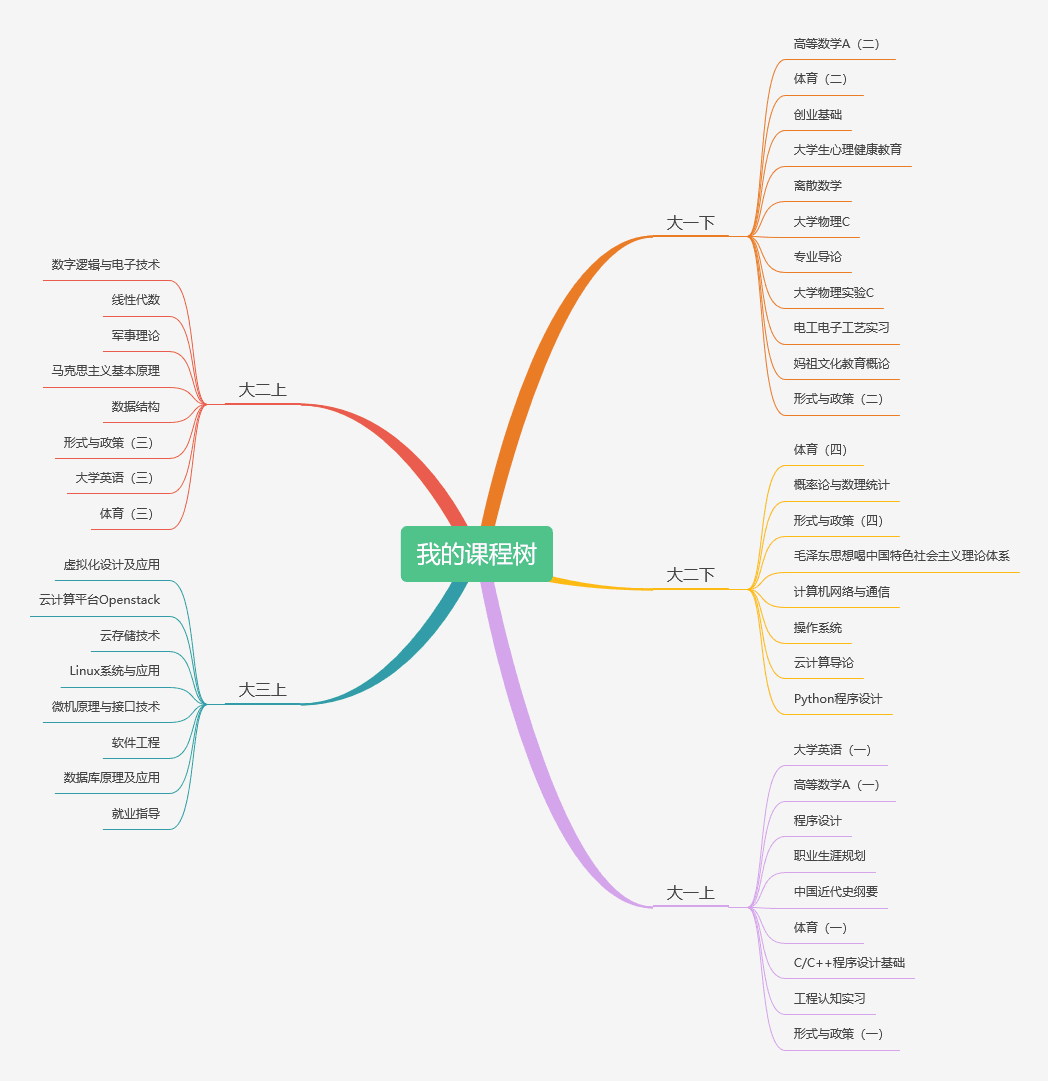 我的课程树
大一下
高等数学A（二）
体育（二）
创业基础
大学生心理健康教育
离散数学
大学物理C
专业导论
大学物理实验C
电工电子工艺实习
妈祖文化教育概论
形式与政策（二）
大二下
体育（四）
概率论与数理统计
形式与政策（四）
毛泽东思想喝中国特色社会主义理论体系
计算机网络与通信
操作系统
云计算导论
Python程序设计
大一上
大学英语（一）
高等数学A（一）
程序设计
职业生涯规划
中国近代史纲要
体育（一）
C/C++程序设计基础
工程认知实习
形式与政策（一）
大二上
数字逻辑与电子技术
线性代数
军事理论
马克思主义基本原理
数据结构
形式与政策（三）
大学英语（三）
体育（三）
大三上
虚拟化设计及应用
云计算平台Openstack
云存储技术
Linux系统与应用
微机原理与接口技术
软件工程
数据库原理及应用
就业指导